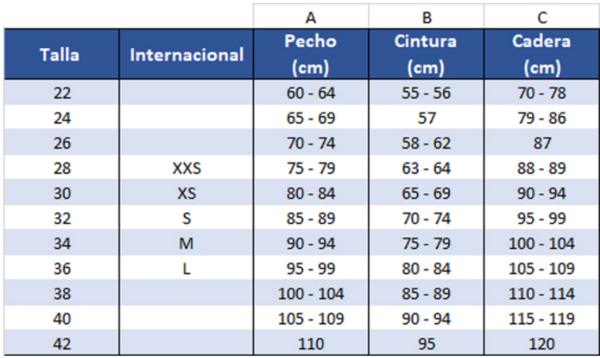 A B C
Talla Internacional Pecho (cm) Cintura (cm) Cadera (cm)
22 60 - 64 55 - 56 70 - 78
24 65 - 69 57 79 - 86
26 70 - 74 58 - 62 87
28 XXS 75 - 79 63 - 64 88 - 89
30 XS 80 - 84 65 - 69 90 - 94
32 S 85 - 89 70 - 74 95 - 99
34 M 90 - 94 75 - 79 100 - 104
36 L 95 - 99 80 - 84 105 - 109
38 100 - 104 85 - 89 110 - 114
40 105 - 109 90 - 94 115 - 119
42 110 95 120